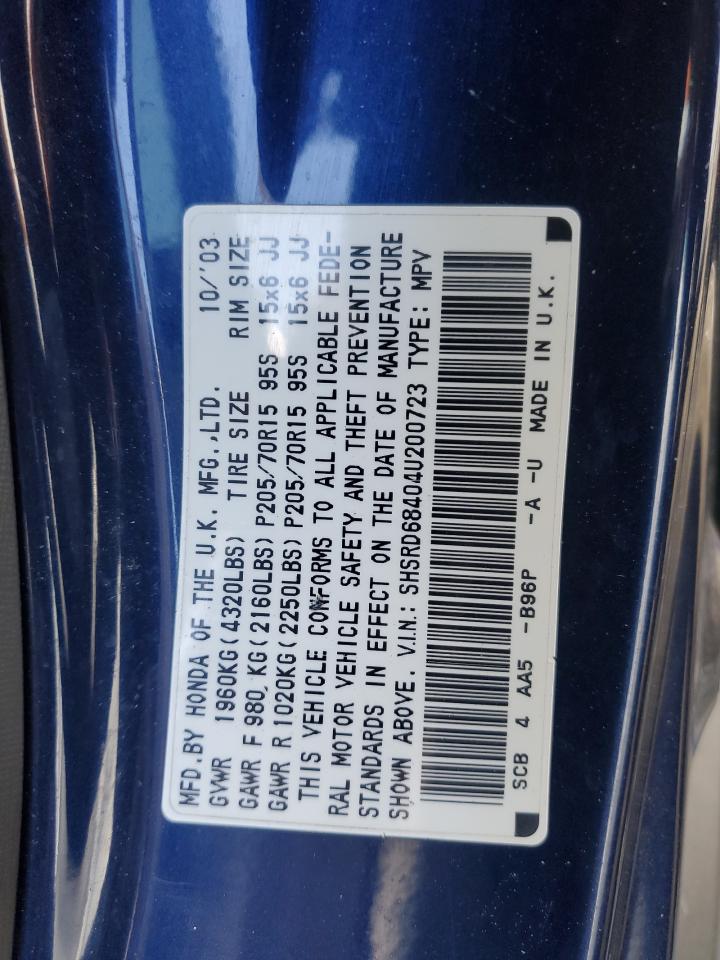 MFD.BY HONDA OF THE U.K. MFG.,LTD. 10/'03
GVWR 1960KG(4320LBS) TIRE SIZE RIM SIZE
GAWR F 980 KG(2160LBS) P205/70R15 95S 15x6 JJ
GAWR R 1020KG(2250LBS) P205/70R15 95S 15x6 JJ
THIS VEHICLE CONFORMS TO ALL APPLICABLE FEDE-
RAL MOTOR VEHICLE SAFETY AND THEFT PREVENTION
STANDARDS IN EFFECT ON THE DATE OF MANUFACTURE
SHOWN ABOVE. V.I.N.: SHSRD68404U200723 TYPE: MPV
SCB 4 AA5 -B96P -A -U MADE IN U.K.